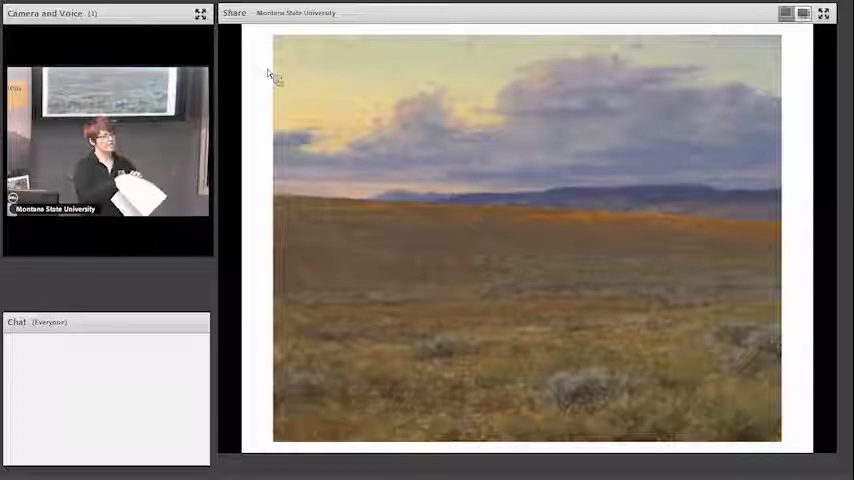 Camera and Voice (1)
Share Montana State University
Montana State University
Chat (Everyone)